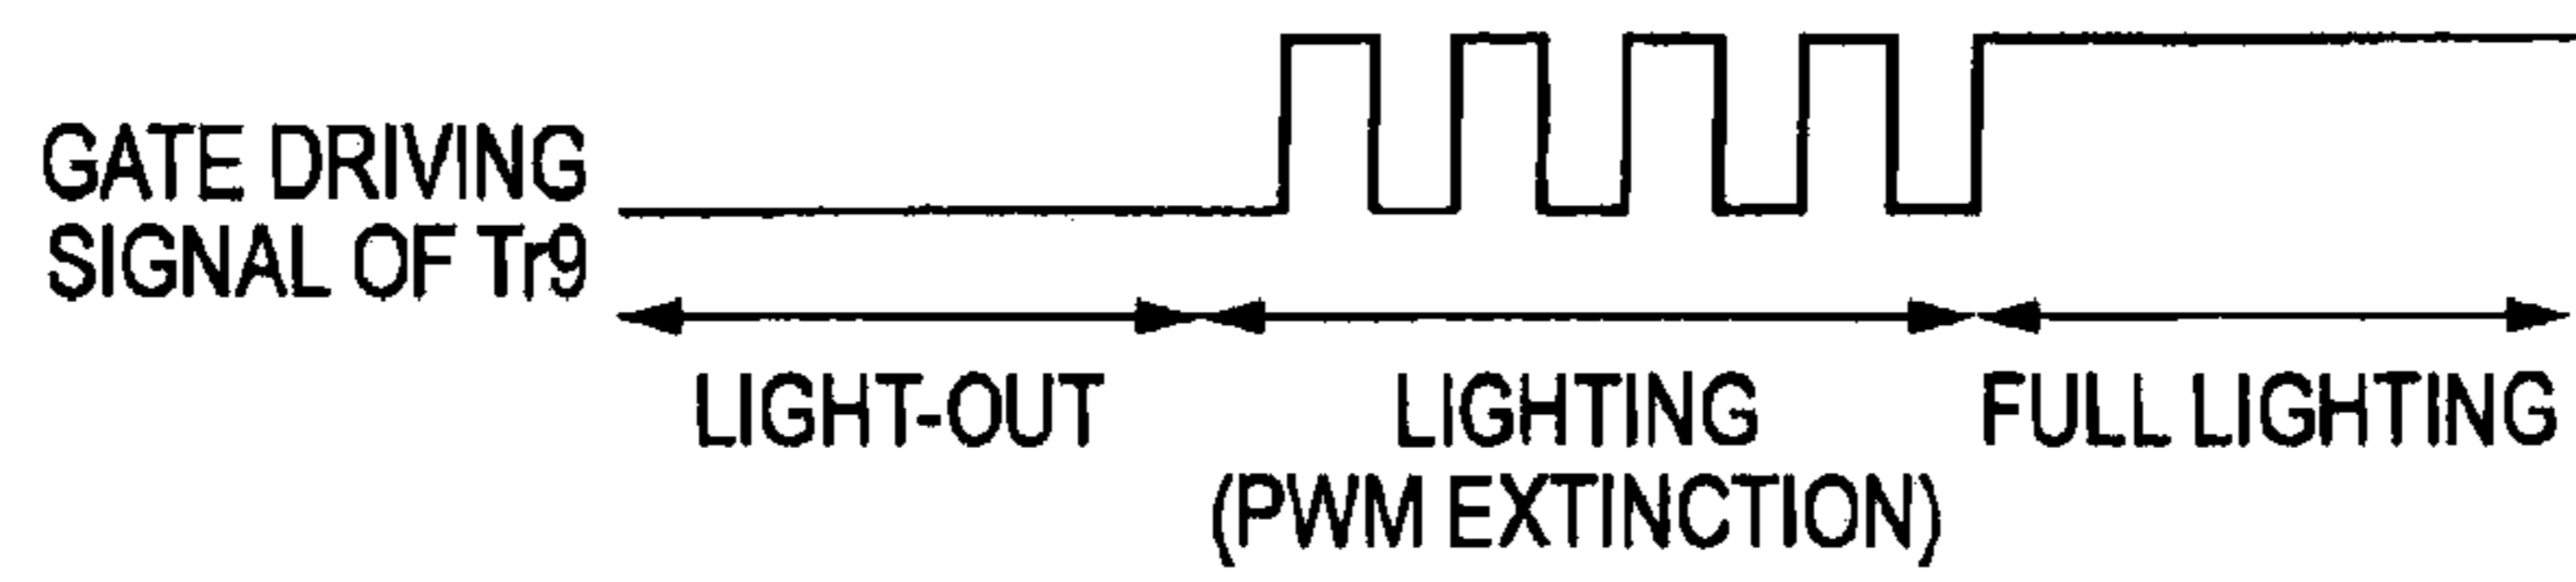 GATE DRIVING
SIGNAL OF Tr9
LIGHT-OUT
LIGHTING
(PWM EXTINCTION)
FULL LIGHTING